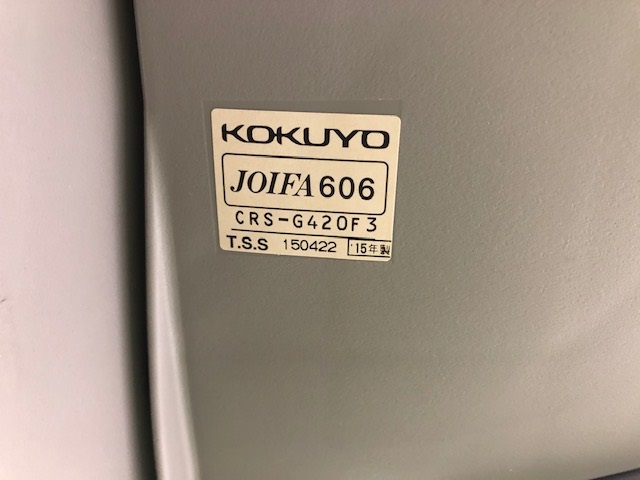 KOKUYO
JOIFA606
CRS-G420F3
T.S.S 150422 '15年製